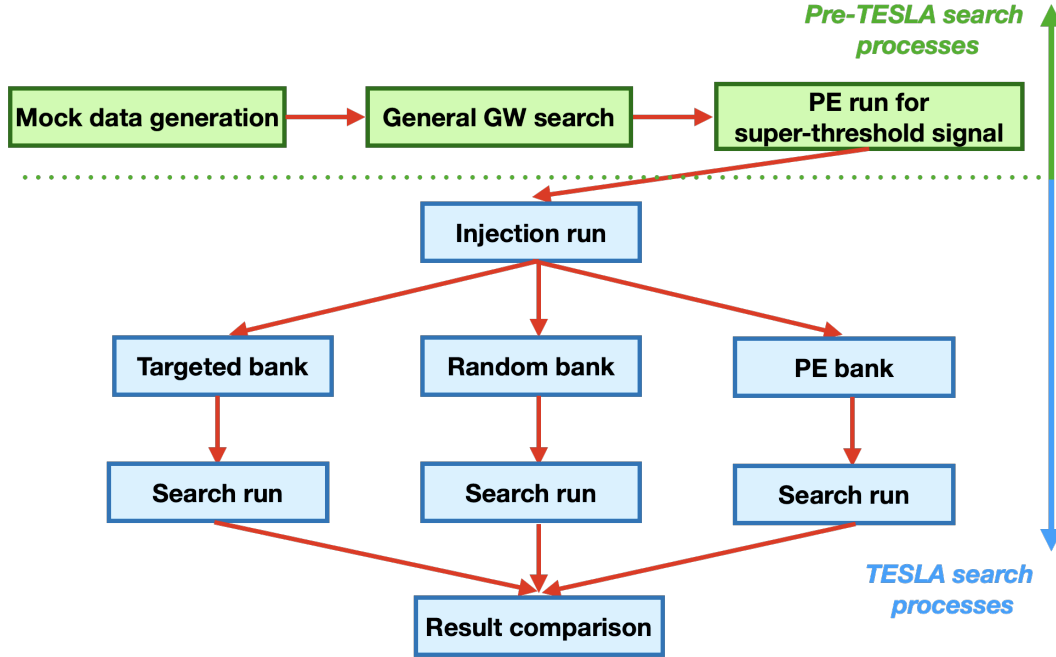 Pre-TESLA search
processes
Mock data generation
General GW search
PE run for
super-threshold signal
Injection run
Targeted bank
Random bank
PE bank
Search run
Search run
Search run
TESLA search
processes
Result comparison